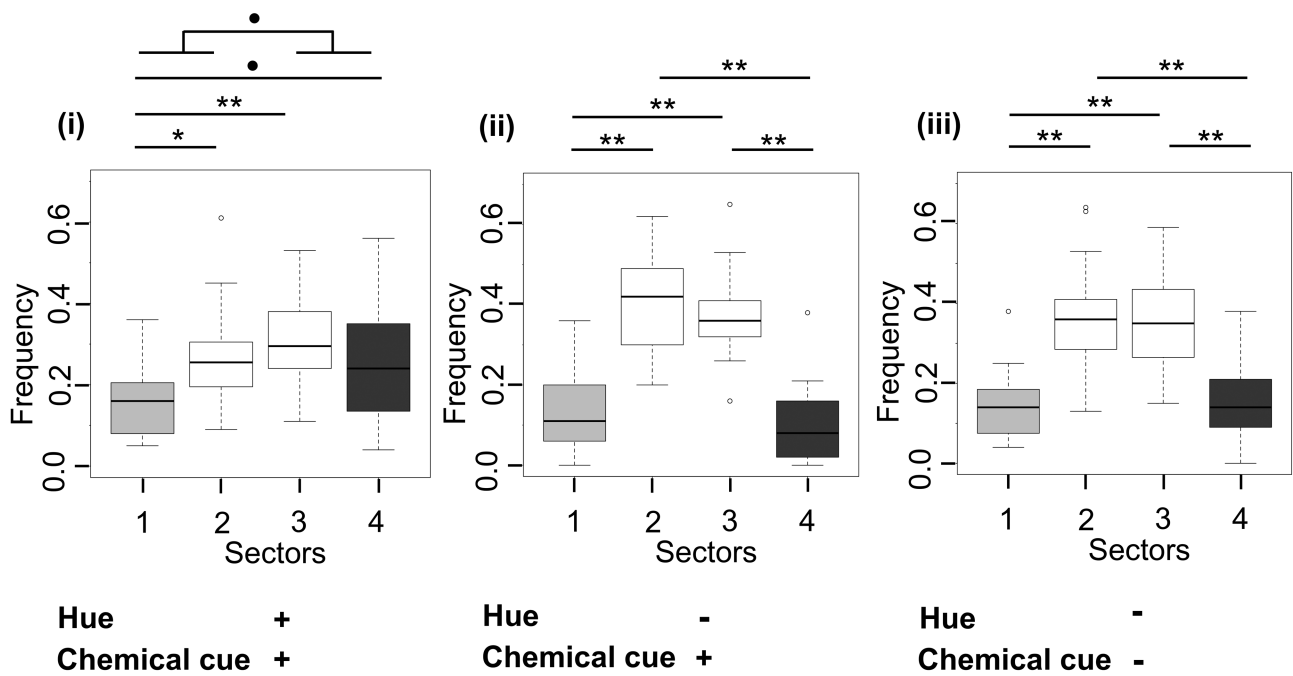 •
•
**
*
(i)
Frequency
0.6
0.4
0.2
0.0
1 2 3 4
Sectors
Hue +
Chemical cue +
**
**
** **
(ii)
Frequency
0.6
0.4
0.2
0.0
1 2 3 4
Sectors
Hue -
Chemical cue +
**
**
** **
(iii)
Frequency
0.6
0.4
0.2
0.0
1 2 3 4
Sectors
Hue -
Chemical cue -